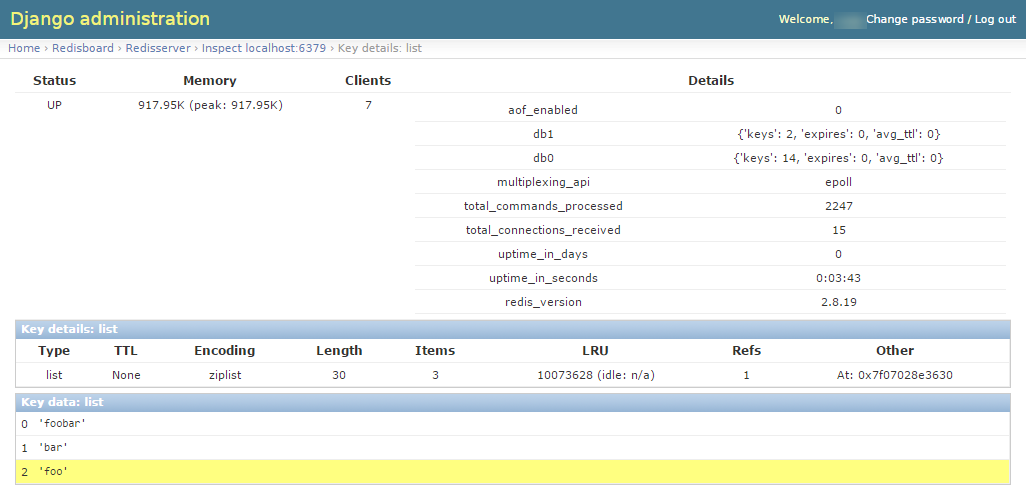 Django administration
Welcome, Change password / Log out
Home › Redisboard › Redisserver › Inspect localhost:6379 › Key details: list
Status Memory Clients Details
UP 917.95K (peak: 917.95K) 7
aof_enabled 0
db1 {'keys': 2, 'expires': 0, 'avg_ttl': 0}
db0 {'keys': 14, 'expires': 0, 'avg_ttl': 0}
multiplexing_api epoll
total_commands_processed 2247
total_connections_received 15
uptime_in_days 0
uptime_in_seconds 0:03:43
redis_version 2.8.19
Key details: list
Type TTL Encoding Length Items LRU Refs Other
list None ziplist 30 3 10073628 (idle: n/a) 1 At: 0x7f07028e3630
Key data: list
0 'foobar'
1 'bar'
2 'foo'